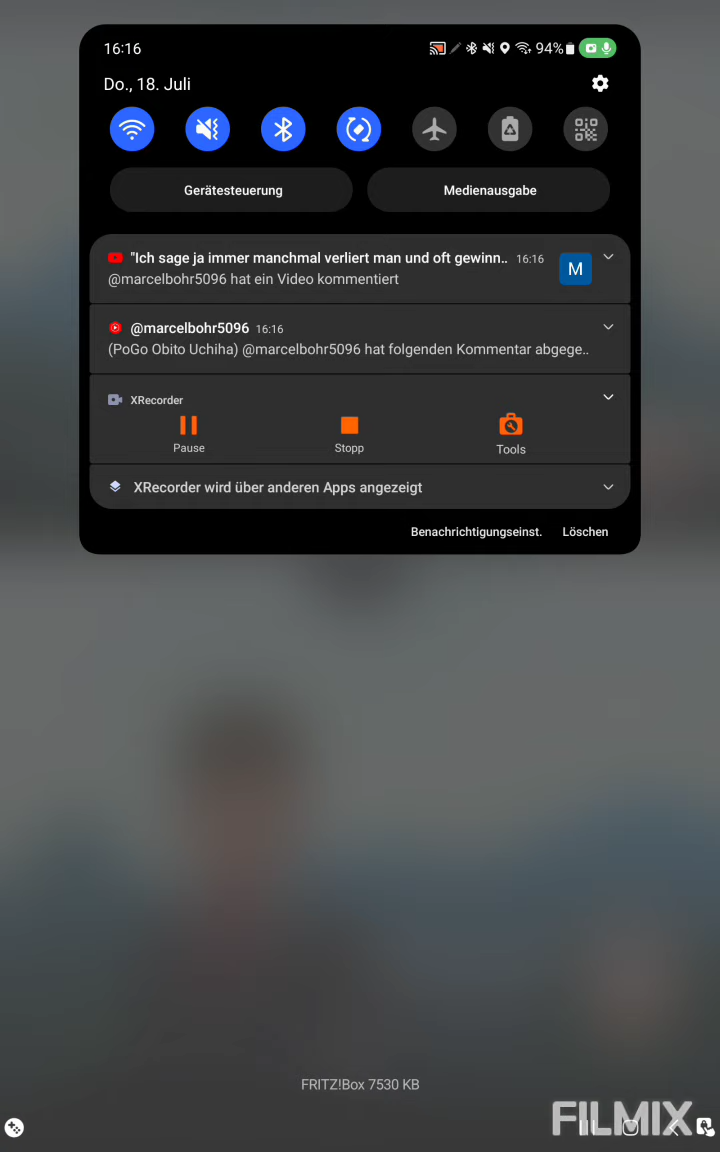 16:16
94%
Do., 18. Juli
Gerätesteuerung
Medienausgabe
"Ich sage ja immer manchmal verliert man und oft gewinn.. 16:16
M
@marcelbohr5096 hat ein Video kommentiert
@marcelbohr5096 16:16
(PoGo Obito Uchiha) @marcelbohr5096 hat folgenden Kommentar abgege..
XRecorder
Pause
Stopp
Tools
XRecorder wird über anderen Apps angezeigt
Benachrichtigungseinst.
Löschen
FRITZ!Box 7530 KB
FILMIX